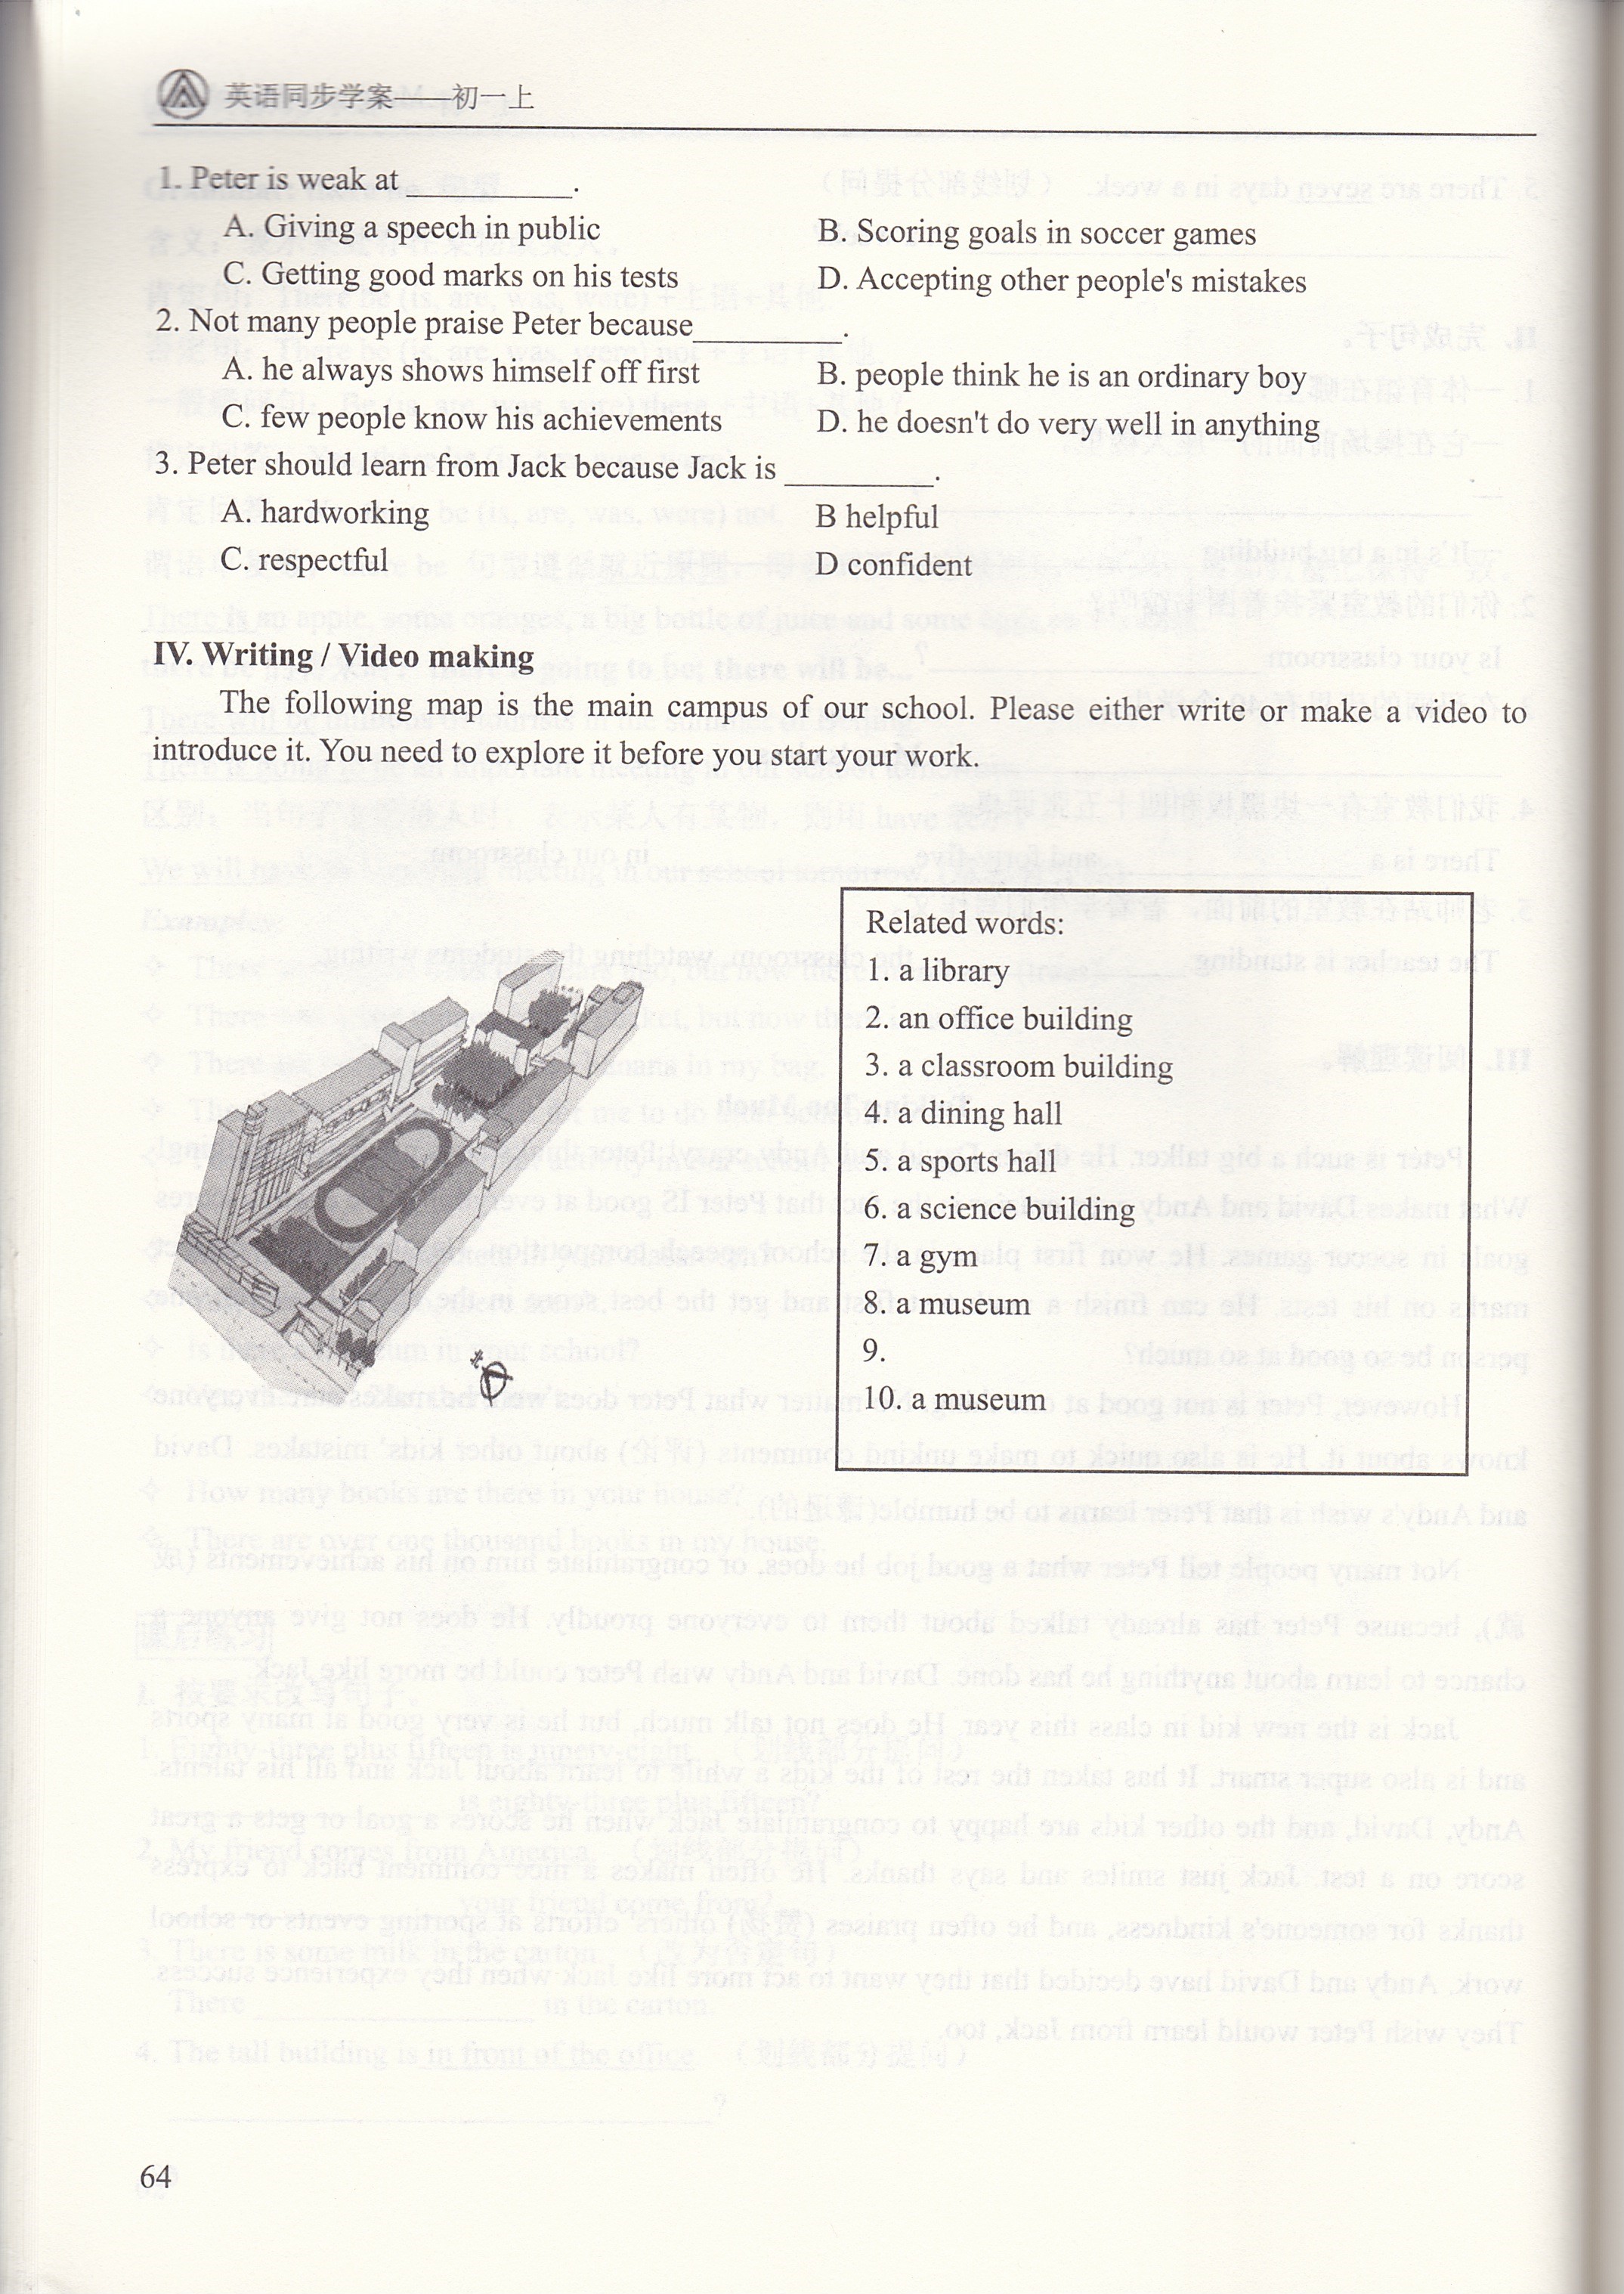 英语同步学案——初一上
1. Peter is weak at __________.
A. Giving a speech in public
B. Scoring goals in soccer games
C. Getting good marks on his tests
D. Accepting other people's mistakes
2. Not many people praise Peter because_________.
A. he always shows himself off first
B. people think he is an ordinary boy
C. few people know his achievements
D. he doesn't do very well in anything
3. Peter should learn from Jack because Jack is _________.
A. hardworking
B helpful
C. respectful
D confident
IV. Writing / Video making
The following map is the main campus of our school. Please either write or make a video to
introduce it. You need to explore it before you start your work.
北
Related words:
1. a library
2. an office building
3. a classroom building
4. a dining hall
5. a sports hall
6. a science building
7. a gym
8. a museum
9.
10. a museum
64